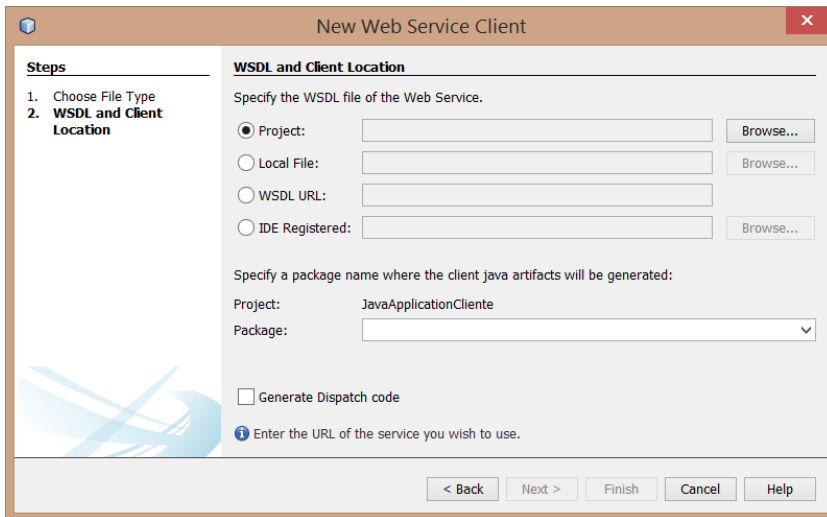 New Web Service Client
Steps
1. Choose File Type
2. WSDL and Client
Location
WSDL and Client Location
Specify the WSDL file of the Web Service.
Project: Browse...
Local File: Browse...
WSDL URL:
IDE Registered: Browse...
Specify a package name where the client java artifacts will be generated:
Project: JavaApplicationCliente
Package:
Generate Dispatch code
Enter the URL of the service you wish to use.
< Back Next > Finish Cancel Help